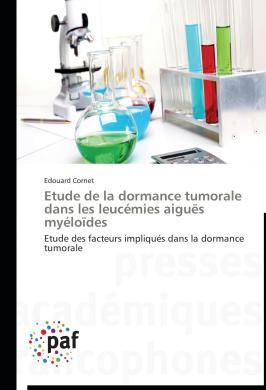 Edouard Cornet
Etude de la dormance tumorale
dans les leucémies aiguës
myéloïdes
Etude des facteurs impliqués dans la dormance
tumorale
presses
académiques
francophones
paf